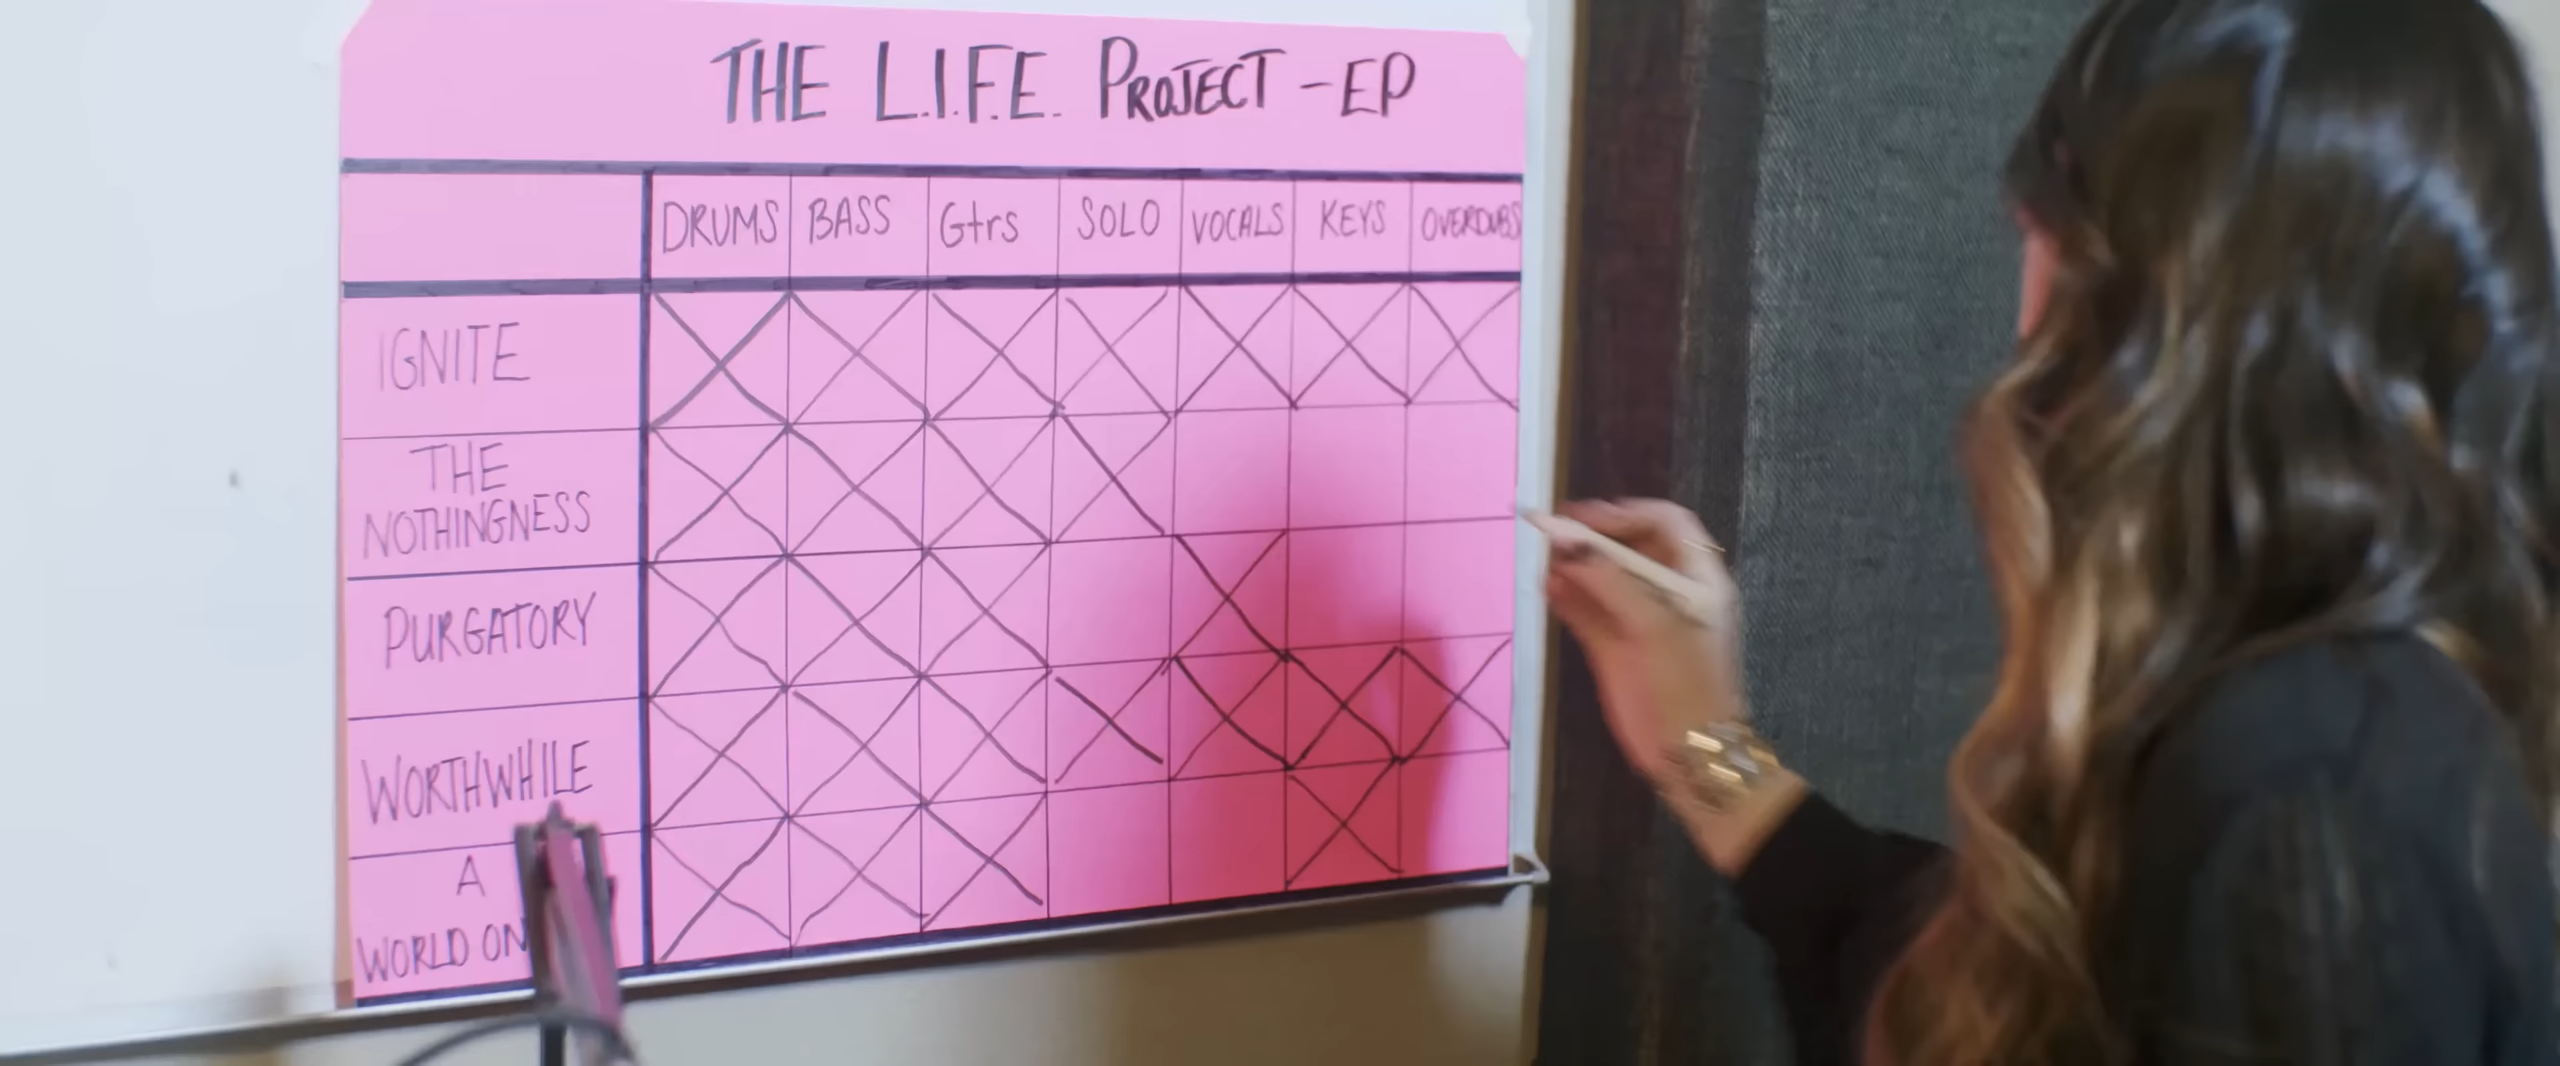 THE L.I.F.E. PROJECT - EP
DRUMS BASS Gtrs SOLO VOCALS KEYS OVERDUBS
IGNITE
THE
NOTHINGNESS
PURGATORY
WORTHWHILE
A
WORLD ON